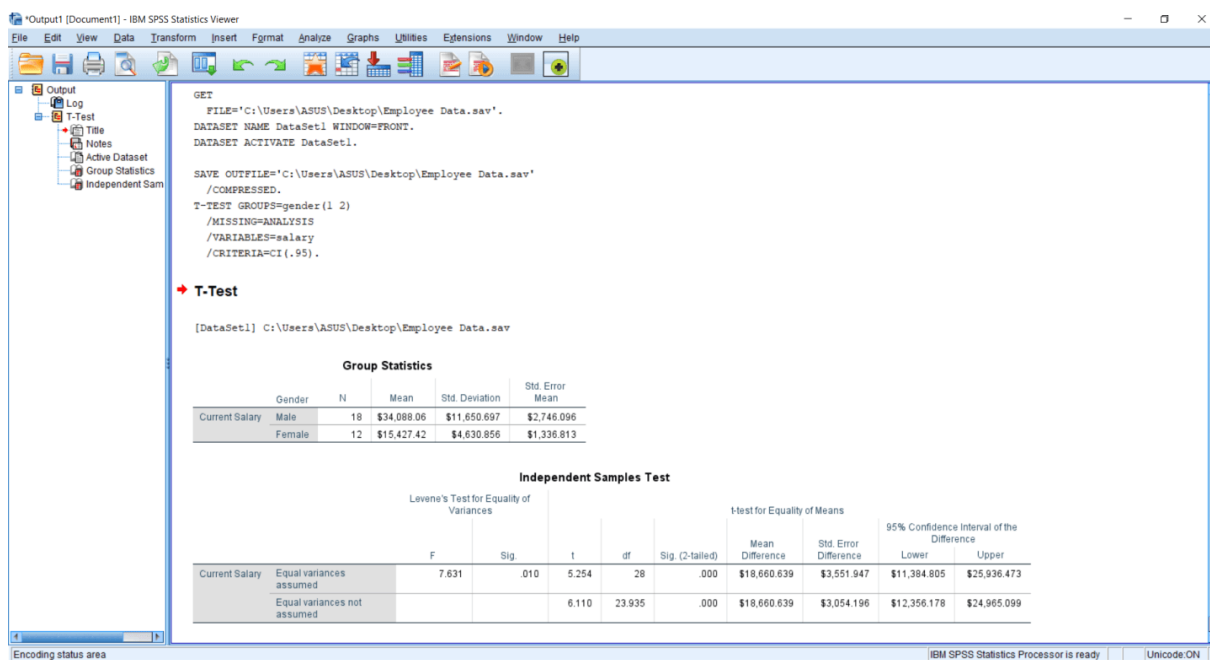 *Output1 [Document1] - IBM SPSS Statistics Viewer
File Edit View Data Transform Insert Format Analyze Graphs Utilities Extensions Window Help
Output
Log
T-Test
Title
Notes
Active Dataset
Group Statistics
Independent Sam
GET
FILE='C:\Users\ASUS\Desktop\Employee Data.sav'.
DATASET NAME DataSet1 WINDOW=FRONT.
DATASET ACTIVATE DataSet1.
SAVE OUTFILE='C:\Users\ASUS\Desktop\Employee Data.sav'
/COMPRESSED.
T-TEST GROUPS=gender(1 2)
/MISSING=ANALYSIS
/VARIABLES=salary
/CRITERIA=CI(.95).
T-Test
[DataSet1] C:\Users\ASUS\Desktop\Employee Data.sav
Group Statistics
Gender N Mean Std. Deviation Std. Error Mean
Current Salary Male 18 $34,088.06 $11,650.697 $2,746.096
Female 12 $15,427.42 $4,630.856 $1,336.813
Independent Samples Test
Levene's Test for Equality of Variances t-test for Equality of Means
95% Confidence Interval of the Difference
F Sig. t df Sig. (2-tailed) Mean Difference Std. Error Difference Lower Upper
Current Salary Equal variances assumed 7.631 .010 5.254 28 .000 $18,660.639 $3,551.947 $11,384.805 $25,936.473
Equal variances not assumed 6.110 23.935 .000 $18,660.639 $3,054.196 $12,356.178 $24,965.099
Encoding status area IBM SPSS Statistics Processor is ready Unicode:ON